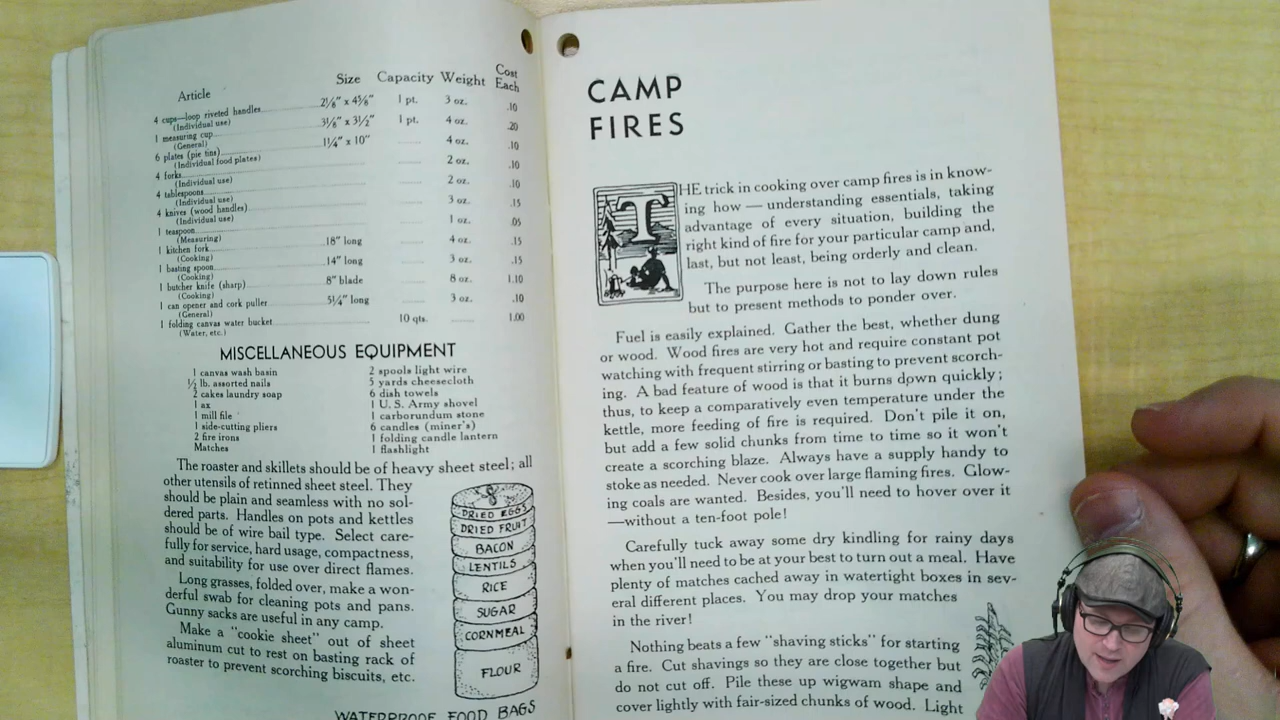 Article Size Capacity Weight Cost Each
4 cups—loop riveted handles 2⅛" x 4⅝" 1 pt. 3 oz. .10
(Individual use)
1 measuring cup 3⅛" x 3½" 1 pt. 4 oz. .20
(General)
6 plates (pie tins) 1¼" x 10" 4 oz. .10
(Individual food plates)
4 forks 2 oz. .10
(Individual use)
4 tablespoons 2 oz. .10
(Individual use)
4 knives (wood handles) 3 oz. .15
(Individual use)
1 teaspoon 1 oz. .05
(Measuring)
1 kitchen fork 18" long 4 oz. .15
(Cooking)
1 basting spoon 14" long 3 oz. .15
(Cooking)
1 butcher knife (sharp) 8" blade 8 oz. 1.10
(Cooking)
1 can opener and cork puller 5¼" long 3 oz. .10
(General)
1 folding canvas water bucket 10 qts. 1.00
(Water, etc.)
MISCELLANEOUS EQUIPMENT
1 canvas wash basin
½ lb. assorted nails
2 cakes laundry soap
1 ax
1 mill file
1 side-cutting pliers
2 fire irons
Matches
2 spools light wire
5 yards cheesecloth
6 dish towels
1 U. S. Army shovel
1 carborundum stone
6 candles (miner's)
1 folding candle lantern
1 flashlight
The roaster and skillets should be of heavy sheet steel; all
other utensils of retinned sheet steel. They
should be plain and seamless with no sol-
dered parts. Handles on pots and kettles
should be of wire bail type. Select care-
fully for service, hard usage, compactness,
and suitability for use over direct flames.
Long grasses, folded over, make a won-
derful swab for cleaning pots and pans.
Gunny sacks are useful in any camp.
Make a "cookie sheet" out of sheet
aluminum cut to rest on basting rack of
roaster to prevent scorching biscuits, etc.
DRIED EGGS
DRIED FRUIT
BACON
LENTILS
RICE
SUGAR
CORNMEAL
FLOUR
WATERPROOF FOOD BAGS
CAMP
FIRES
THE trick in cooking over camp fires is in know-
ing how — understanding essentials, taking
advantage of every situation, building the
right kind of fire for your particular camp and,
last, but not least, being orderly and clean.
The purpose here is not to lay down rules
but to present methods to ponder over.
Fuel is easily explained. Gather the best, whether dung
or wood. Wood fires are very hot and require constant pot
watching with frequent stirring or basting to prevent scorch-
ing. A bad feature of wood is that it burns down quickly;
thus, to keep a comparatively even temperature under the
kettle, more feeding of fire is required. Don't pile it on,
but add a few solid chunks from time to time so it won't
create a scorching blaze. Always have a supply handy to
stoke as needed. Never cook over large flaming fires. Glow-
ing coals are wanted. Besides, you'll need to hover over it
—without a ten-foot pole!
Carefully tuck away some dry kindling for rainy days
when you'll need to be at your best to turn out a meal. Have
plenty of matches cached away in watertight boxes in sev-
eral different places. You may drop your matches
in the river!
Nothing beats a few "shaving sticks" for starting
a fire. Cut shavings so they are close together but
do not cut off. Pile these up wigwam shape and
cover lightly with fair-sized chunks of wood. Light